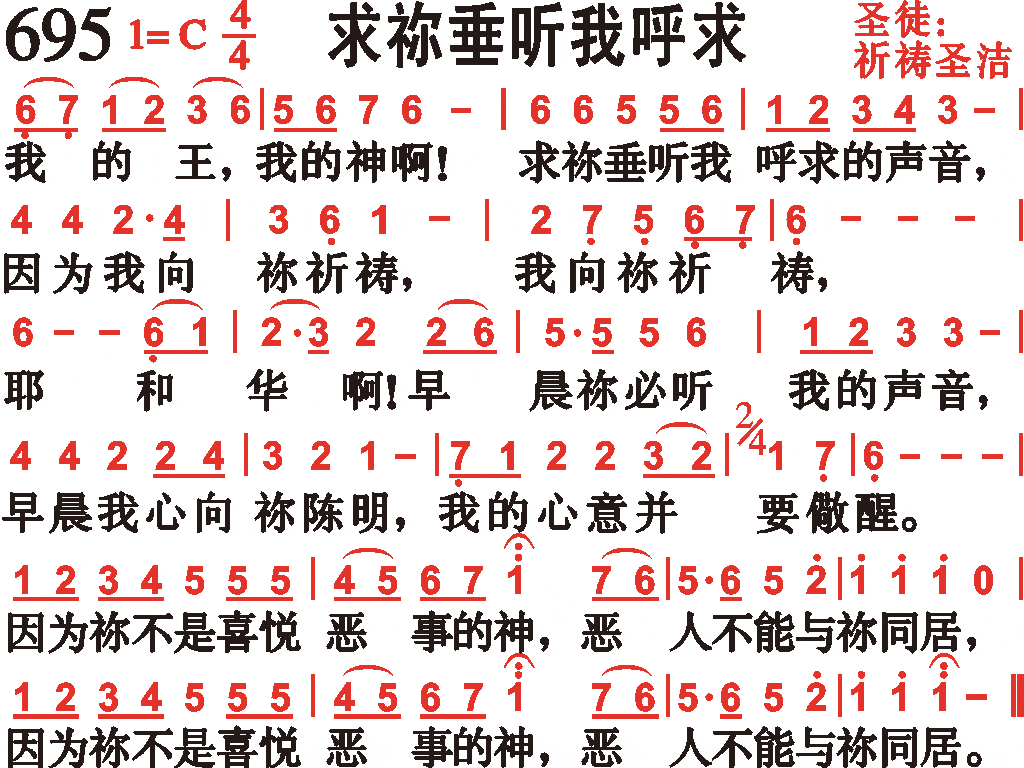 695 1=C 4/4 求祢垂听我呼求 圣徒：
祈祷圣洁
6 7 1 2 3 6 | 5 6 7 6 - | 6 6 5 5 6 | 1 2 3 4 3 - |
我 的 王，我的神啊！ 求祢垂听我 呼求的声音，
4 4 2 · 4 | 3 6 1 - | 2 7 5 6 7 | 6 - - - |
因为我向 祢祈祷， 我向祢祈 祷，
6 - - 6 1 | 2 · 3 2 2 6 | 5 · 5 5 6 | 1 2 3 3 - |
耶 和 华 啊！早 晨祢必听 我的声音，
4 4 2 2 4 | 3 2 1 - | 7 1 2 2 3 2 | 2/4 1 7 | 6 - - - |
早晨我心向 祢陈明，我的心意并 要儆醒。
1 2 3 4 5 5 5 | 4 5 6 7 i 7 6 | 5 · 6 5 2 | i i i 0 |
因为祢不是喜悦 恶 事的神，恶 人不能与祢同居，
1 2 3 4 5 5 5 | 4 5 6 7 i 7 6 | 5 · 6 5 2 | i i i - ‖
因为祢不是喜悦 恶 事的神，恶 人不能与祢同居。